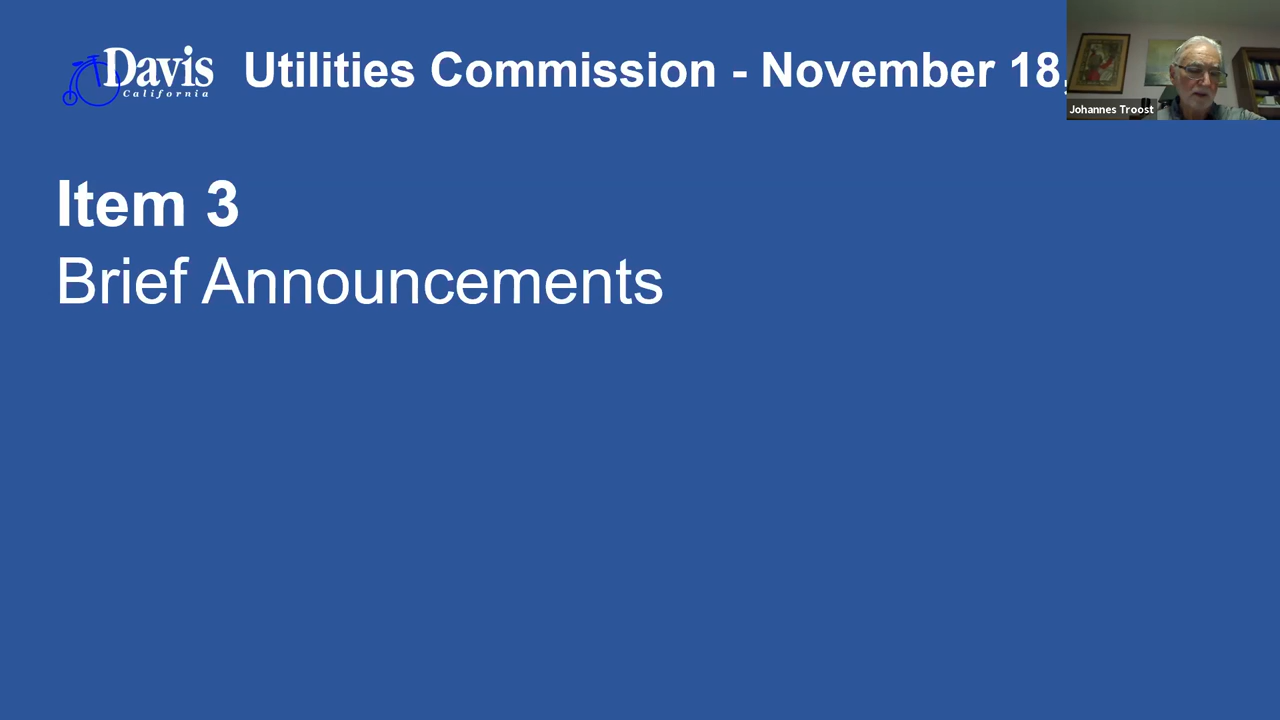 Davis
California
Utilities Commission - November 18,
Johannes Troost
Item 3
Brief Announcements